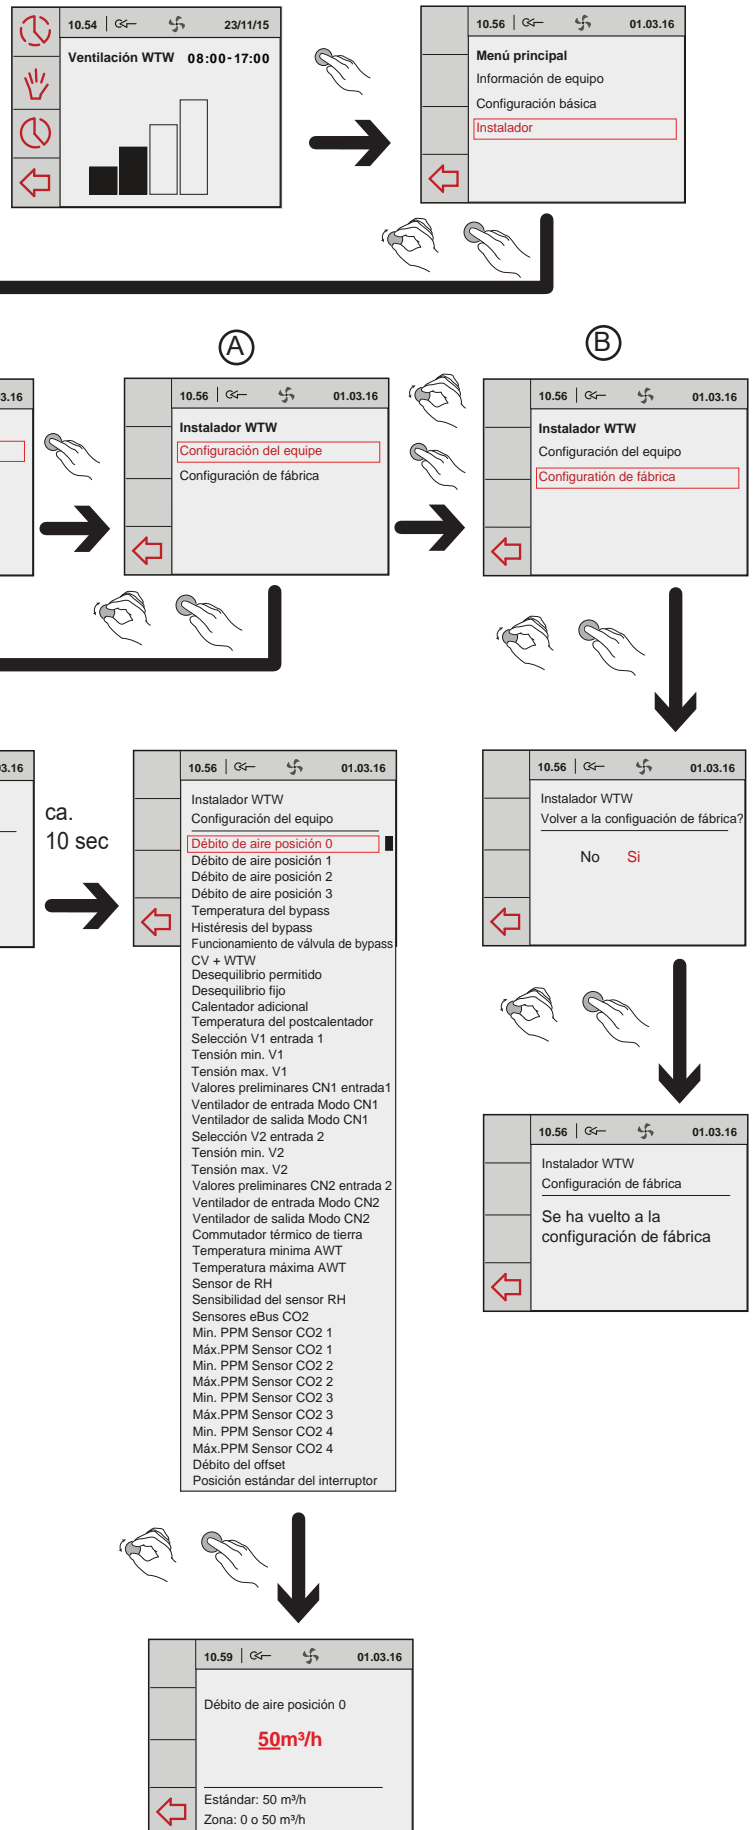 10.54
23/11/15
Ventilación WTW 08:00-17:00
10.56
01.03.16
Menú principal
Información de equipo
Configuración básica
Instalador
A
B
3.16
10.56
01.03.16
Instalador WTW
Configuración del equipe
Configuración de fábrica
10.56
01.03.16
Instalador WTW
Configuración del equipo
Configuratión de fábrica
03.16
ca.
10 sec
10.56
01.03.16
Instalador WTW
Configuración del equipo
Débito de aire posición 0
Débito de aire posición 1
Débito de aire posición 2
Débito de aire posición 3
Temperatura del bypass
Histéresis del bypass
Funcionamiento de válvula de bypass
CV + WTW
Desequilibrio permitido
Desequilibrio fijo
Calentador adicional
Temperatura del postcalentador
Selección V1 entrada 1
Tensión min. V1
Tensión max. V1
Valores preliminares CN1 entrada1
Ventilador de entrada Modo CN1
Ventilador de salida Modo CN1
Selección V2 entrada 2
Tensión min. V2
Tensión max. V2
Valores preliminares CN2 entrada 2
Ventilador de entrada Modo CN2
Ventilador de salida Modo CN2
Commutador térmico de tierra
Temperatura minima AWT
Temperatura máxima AWT
Sensor de RH
Sensibilidad del sensor RH
Sensores eBus CO2
Min. PPM Sensor CO2 1
Máx.PPM Sensor CO2 1
Min. PPM Sensor CO2 2
Máx.PPM Sensor CO2 2
Min. PPM Sensor CO2 3
Máx.PPM Sensor CO2 3
Min. PPM Sensor CO2 4
Máx.PPM Sensor CO2 4
Débito del offset
Posición estándar del interruptor
10.56
01.03.16
Instalador WTW
Volver a la configuación de fábrica?
No Si
10.56
01.03.16
Instalador WTW
Configuración de fábrica
Se ha vuelto a la
configuración de fábrica
10.59
01.03.16
Débito de aire posición 0
50m³/h
Estándar: 50 m³/h
Zona: 0 o 50 m³/h